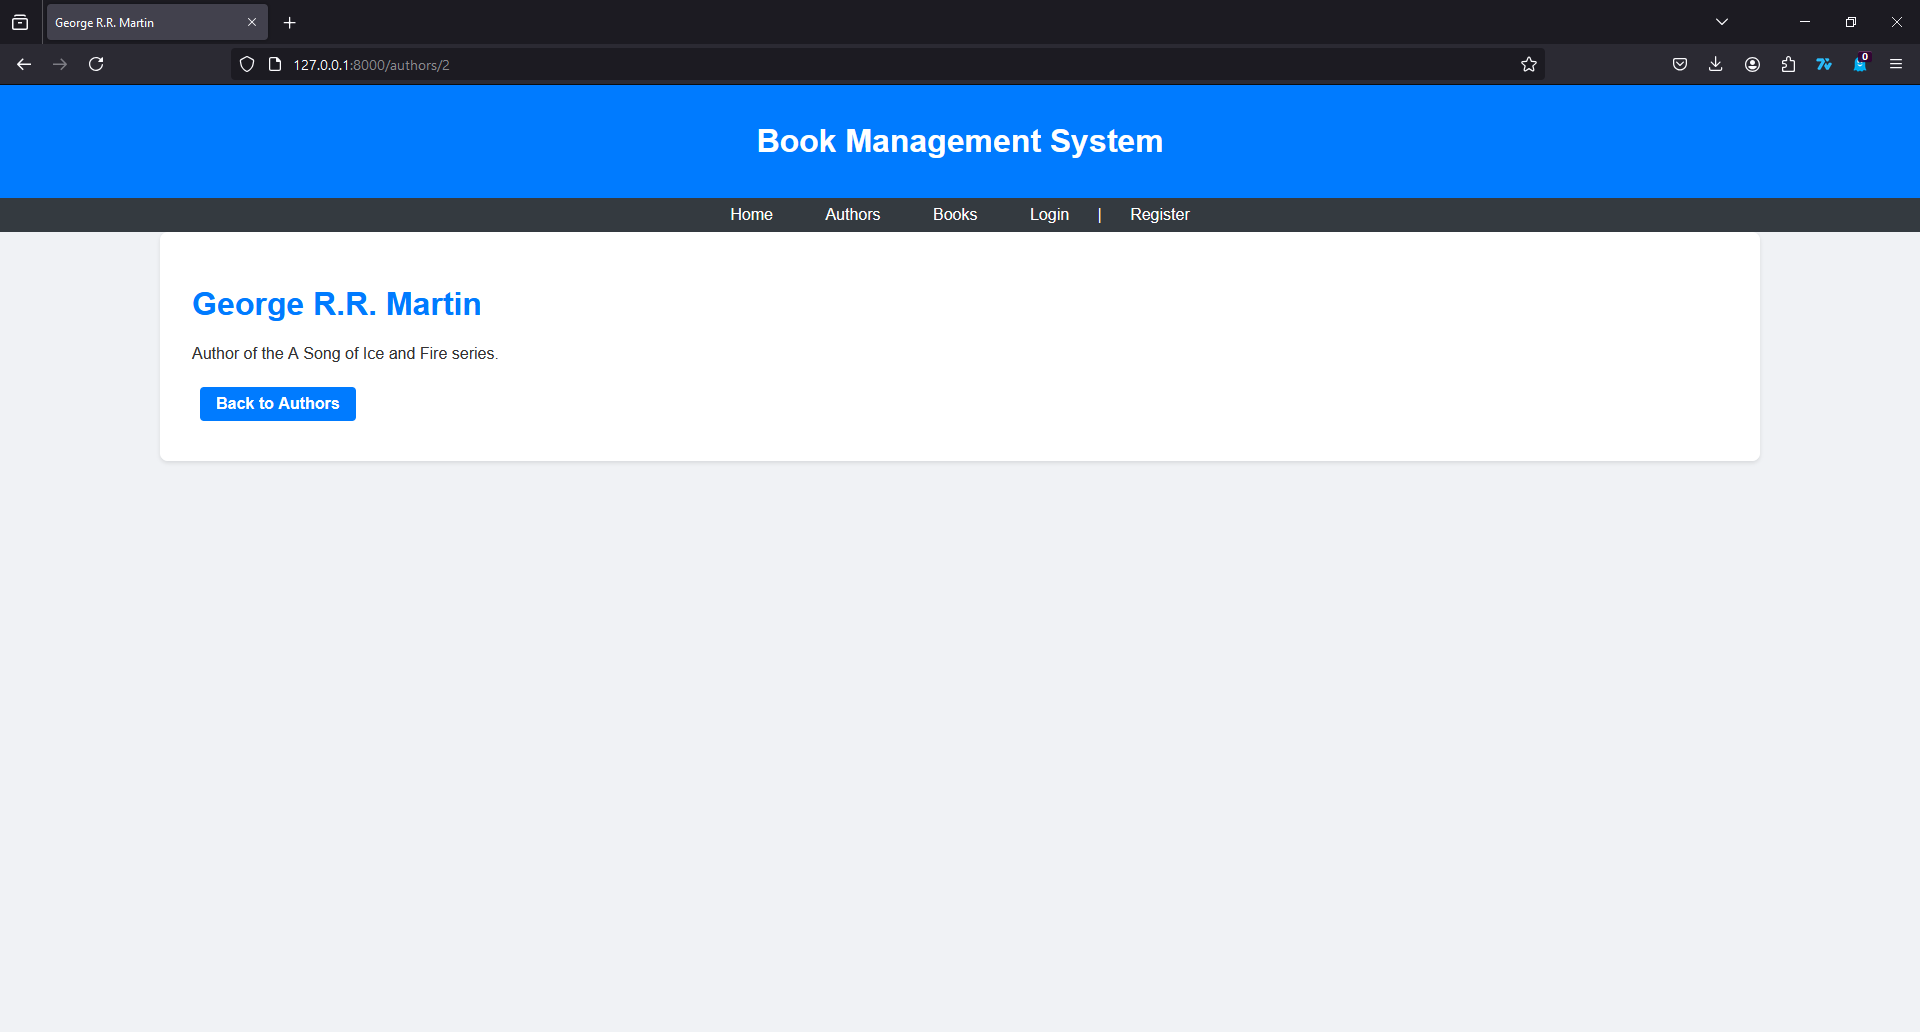 George R.R. Martin
127.0.0.1:8000/authors/2
0
Book Management System
Home Authors Books Login | Register
George R.R. Martin
Author of the A Song of Ice and Fire series.
Back to Authors